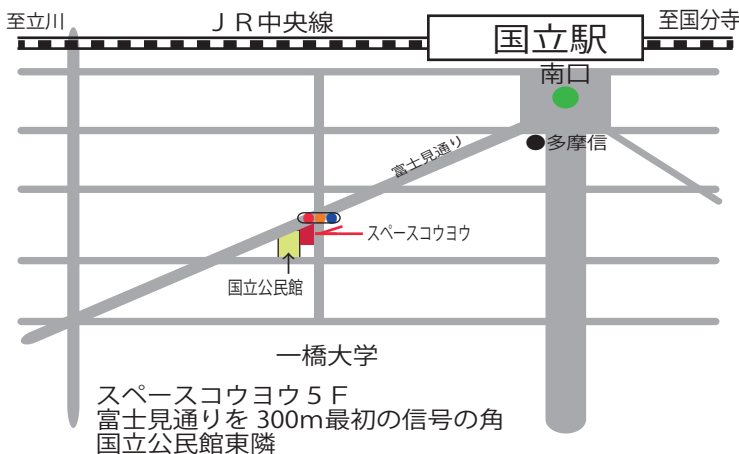 至立川
ＪＲ中央線
国立駅
至国分寺
南口
多摩信
富士見通り
スペースコウヨウ
国立公民館
一橋大学
スペースコウヨウ５Ｆ
富士見通りを 300m最初の信号の角
国立公民館東隣